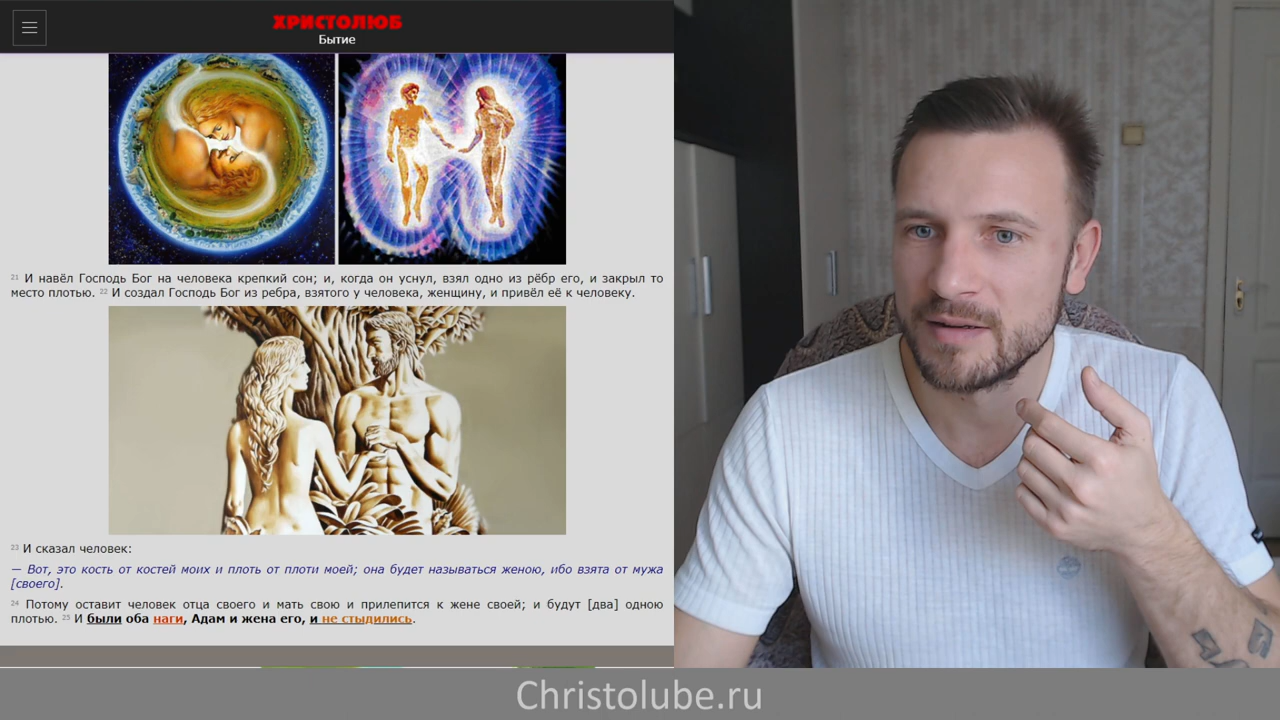 ХРИСТОЛЮБ
Бытие
21 И навёл Господь Бог на человека крепкий сон; и, когда он уснул, взял одно из рёбр его, и закрыл то
место плотью. 22 И создал Господь Бог из ребра, взятого у человека, женщину, и привёл её к человеку.
23 И сказал человек:
— Вот, это кость от костей моих и плоть от плоти моей; она будет называться женою, ибо взята от мужа
[своего].
24 Потому оставит человек отца своего и мать свою и прилепится к жене своей; и будут [два] одною
плотью. 25 И были оба наги, Адам и жена его, и не стыдились.
Christolube.ru